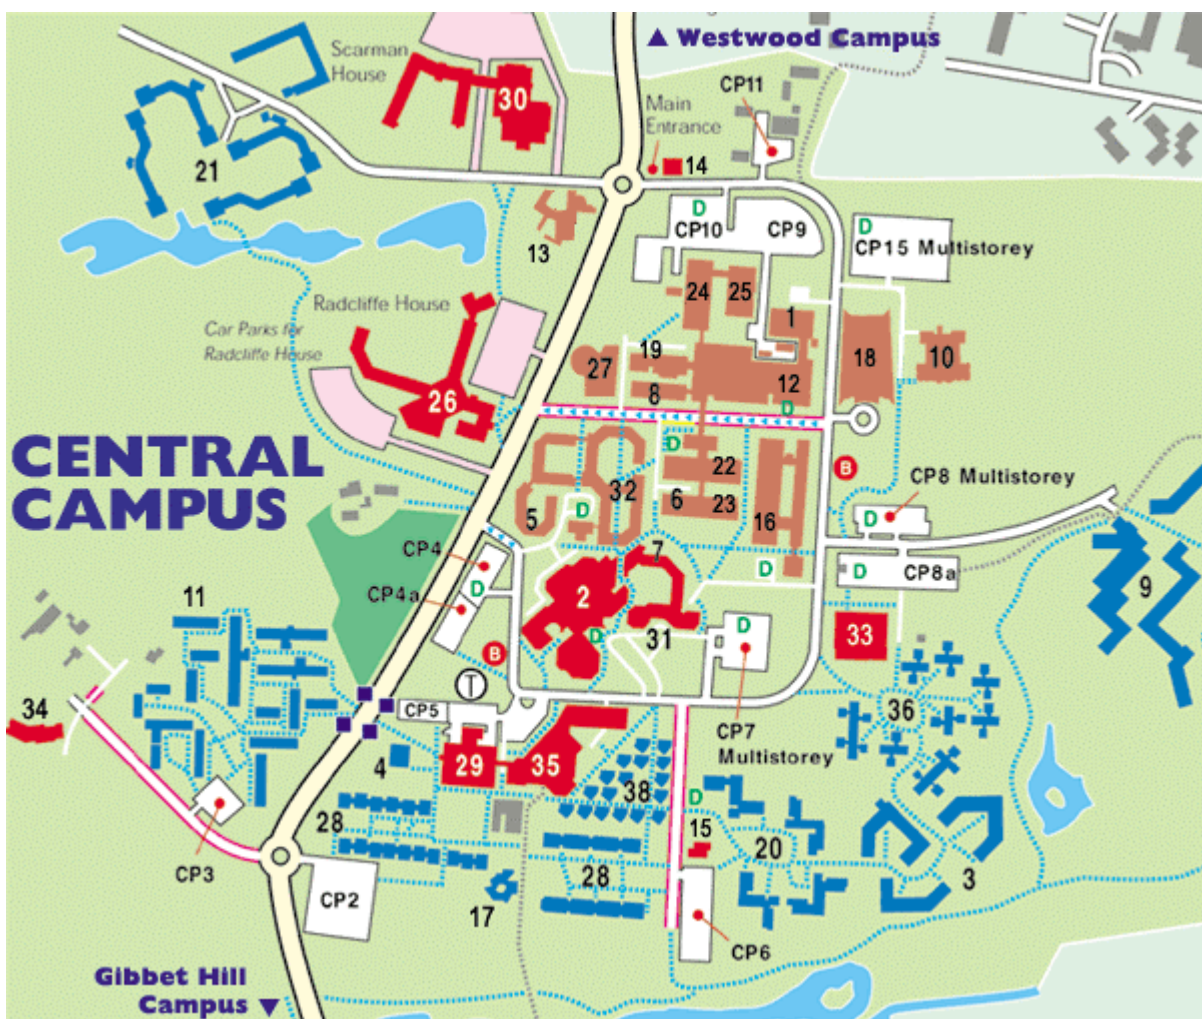 ▲ Westwood Campus
Scarman
House
30
CP11
Main
Entrance
14
21
D
CP10
CP9
D
CP15 Multistorey
13
Radcliffe House
24
25
1
Car Parks for
Radcliffe House
19
27
18
10
8
12
26
D
CENTRAL
CAMPUS
D
22
B
CP8 Multistorey
32
6
23
5
D
16
D
CP4
7
D
D
CP8a
CP4a
D
2
9
11
D
D
31
33
B
T
34
CP5
36
CP7
Multistorey
4
29
35
38
D
28
15
20
CP3
28
3
CP2
17
CP6
Gibbet Hill
Campus ▼